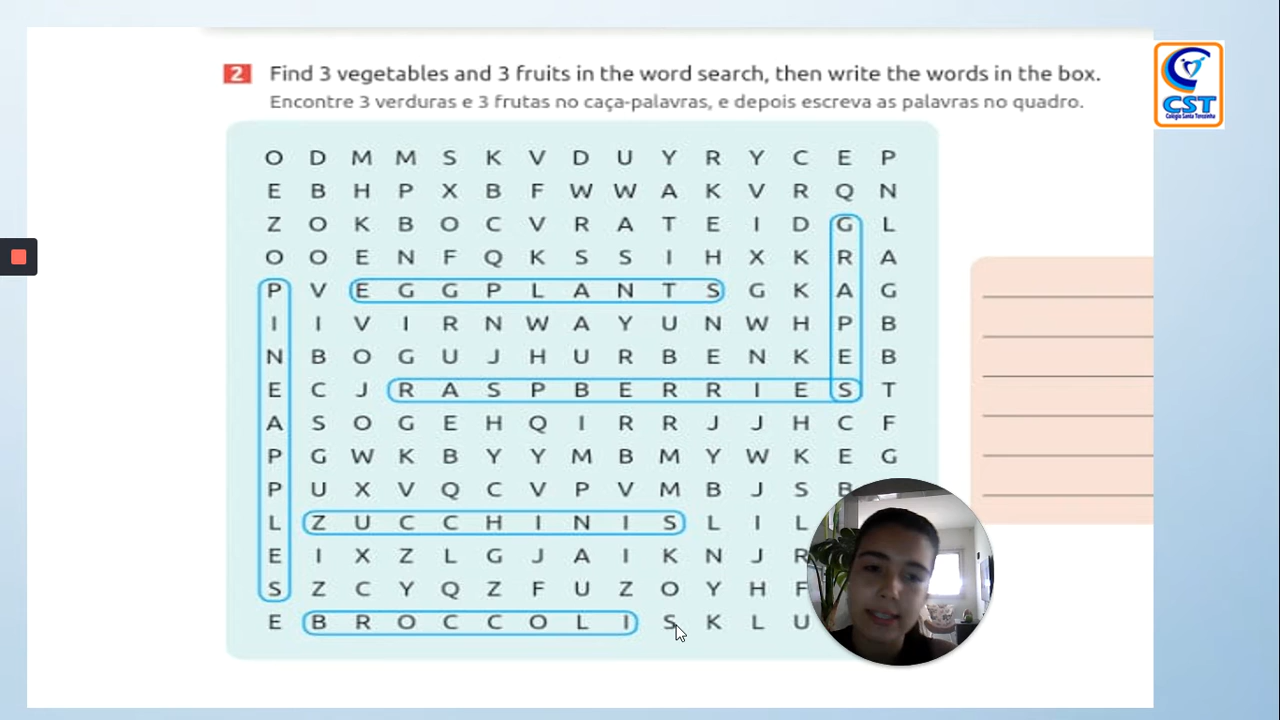 2 Find 3 vegetables and 3 fruits in the word search, then write the words in the box.
Encontre 3 verduras e 3 frutas no caça-palavras, e depois escreva as palavras no quadro.
CST
Colégio Santa Terezinha
O D M M S K V D U Y R Y C E P
E B H P X B F W W A K V R Q N
Z O K B O C V R A T E I D G L
O O E N F Q K S S I H X K R A
P V E G G P L A N T S G K A G
I I V I R N W A Y U N W H P B
N B O G U J H U R B E N K E B
E C J R A S P B E R R I E S T
A S O G E H Q I R R J J H C F
P G W K B Y Y M B M Y W K E G
P U X V Q C V P V M B J S B
L Z U C C H I N I S L I L
E I X Z L G J A I K N J R
S Z C Y Q Z F U Z O Y H F
E B R O C C O L I S K L U